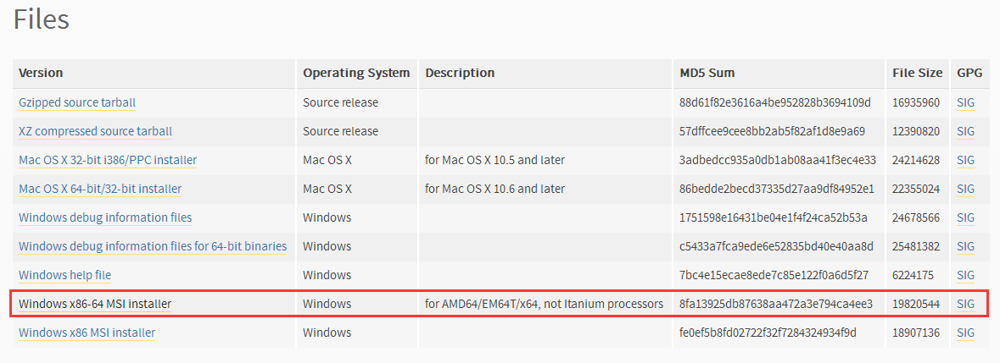 Files
Version Operating System Description MD5 Sum File Size GPG
Gzipped source tarball Source release 88d61f82e3616a4be952828b3694109d 16935960 SIG
XZ compressed source tarball Source release 57dffcee9cee8bb2ab5f82af1d8e9a69 12390820 SIG
Mac OS X 32-bit i386/PPC installer Mac OS X for Mac OS X 10.5 and later 3adbedcc935a0db1ab08aa41f3ec4e33 24214628 SIG
Mac OS X 64-bit/32-bit installer Mac OS X for Mac OS X 10.6 and later 86bedde2becd37335d27aa9df84952e1 22355024 SIG
Windows debug information files Windows 1751598e16431be04e1f4f24ca52b53a 24678566 SIG
Windows debug information files for 64-bit binaries Windows c5433a7fca9ede6e52835bd40e40aa8d 25481382 SIG
Windows help file Windows 7bc4e15ecae8ede7c85e122f0a6d5f27 6224175 SIG
Windows x86-64 MSI installer Windows for AMD64/EM64T/x64, not Itanium processors 8fa13925db87638aa472a3e794ca4ee3 19820544 SIG
Windows x86 MSI installer Windows fe0ef5b8fd02722f32f7284324934f9d 18907136 SIG